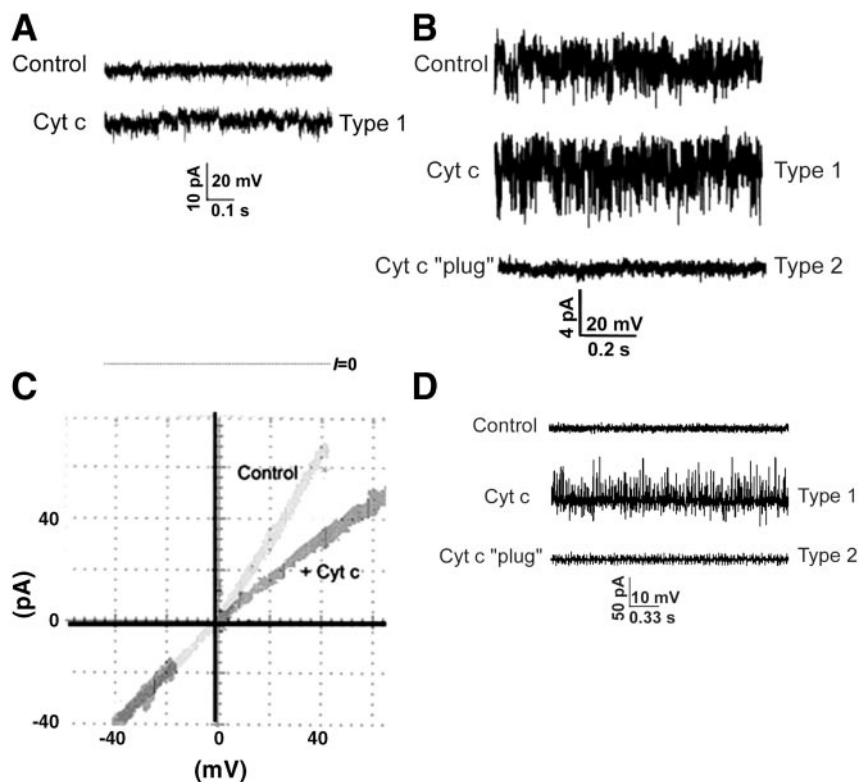 A
Control
Cyt c
Type 1
10 pA
20 mV
0.1 s
I=0
B
Control
Cyt c
Type 1
Cyt c "plug"
Type 2
4 pA
20 mV
0.2 s
C
Control
+ Cyt c
40
0
-40
(pA)
-40
0
40
(mV)
D
Control
Cyt c
Type 1
Cyt c "plug"
Type 2
50 pA
10 mV
0.33 s